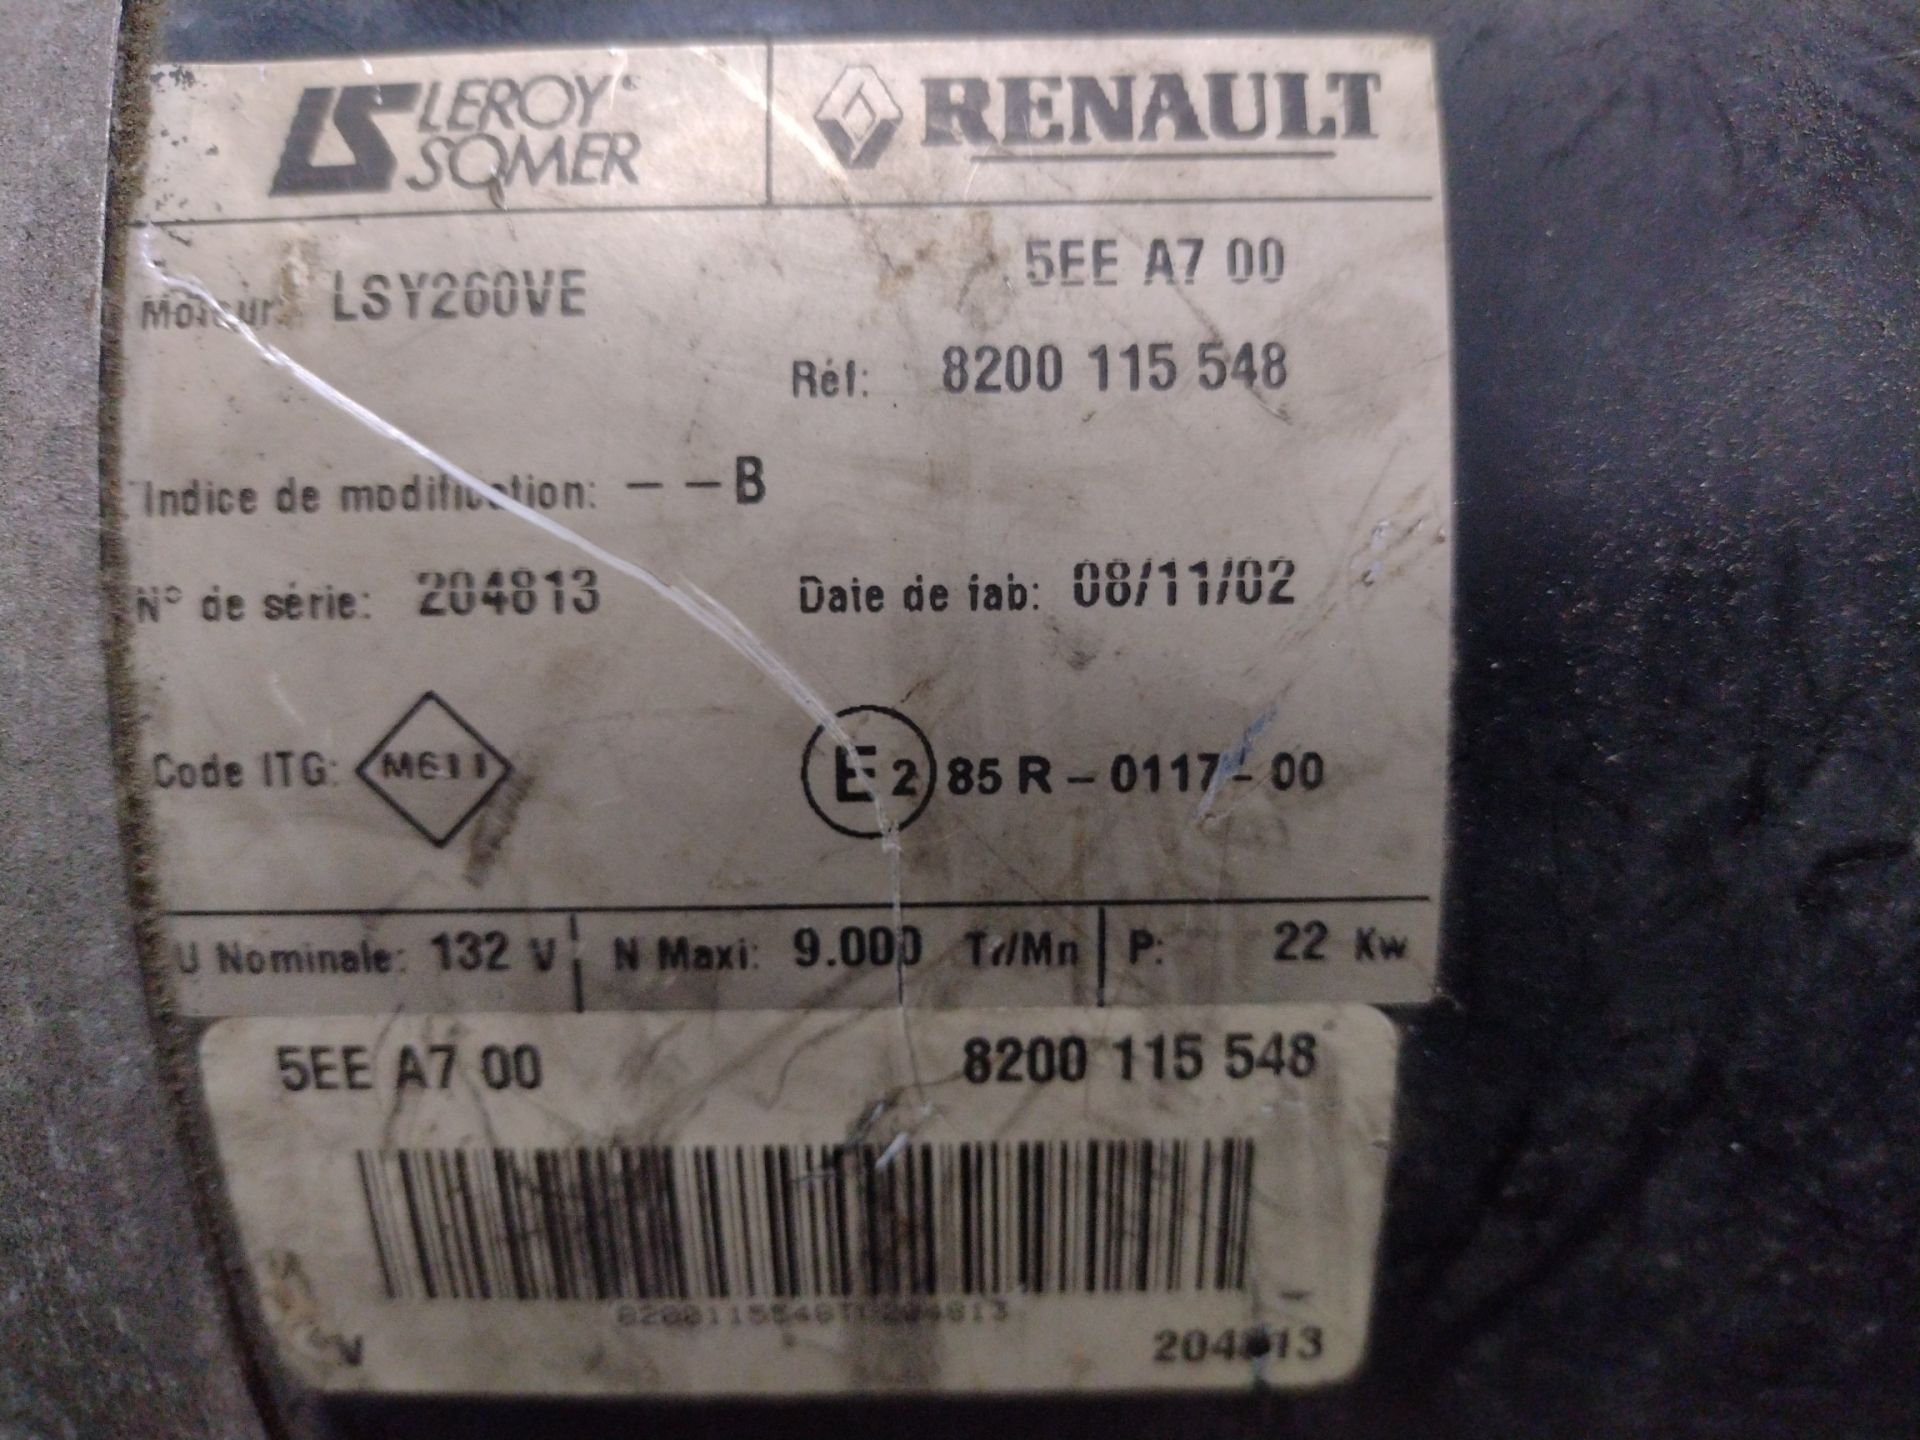 LS LEROY SOMER
RENAULT
Moteur: LSY260VE
5EE A7 00
Réf: 8200 115 548
Indice de modification: – –B
N° de série: 204813
Date de fab: 08/11/02
Code ITG: M611
E2 85 R – 0117 – 00
U Nominale: 132 V
N Maxi: 9.000 Tr/Mn
P: 22 Kw
5EE A7 00
8200 115 548
204813